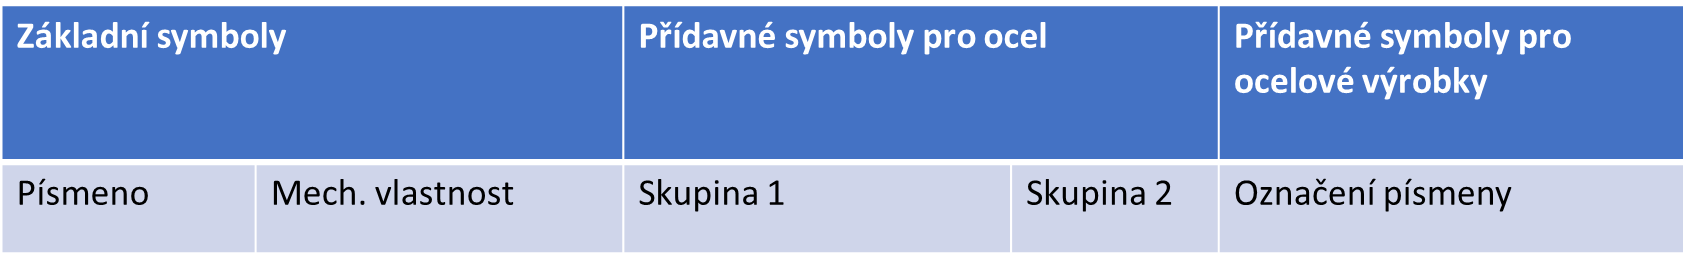 Základní symboly
Přídavné symboly pro ocel
Přídavné symboly pro
ocelové výrobky
Písmeno
Mech. vlastnost
Skupina 1
Skupina 2
Označení písmeny